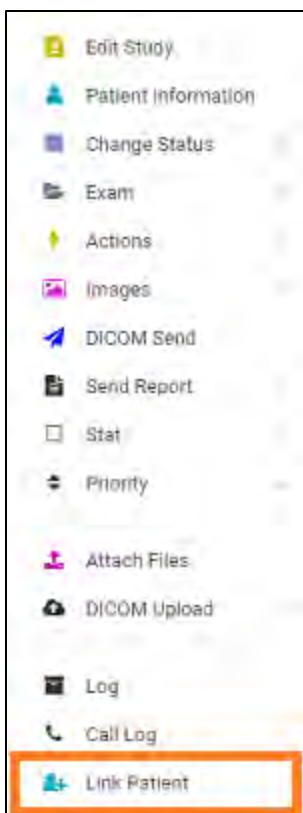 Edit Study
Patient Information
Change Status
Exam
Actions
Images
DICOM Send
Send Report
Stat
Priority
Attach Files
DICOM Upload
Log
Call Log
Link Patient